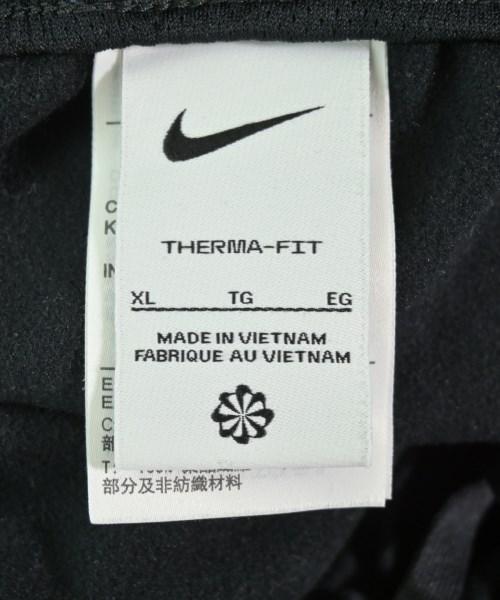 THERMA-FIT
XL TG EG
MADE IN VIETNAM
FABRIQUE AU VIETNAM
部分及非紡織材料